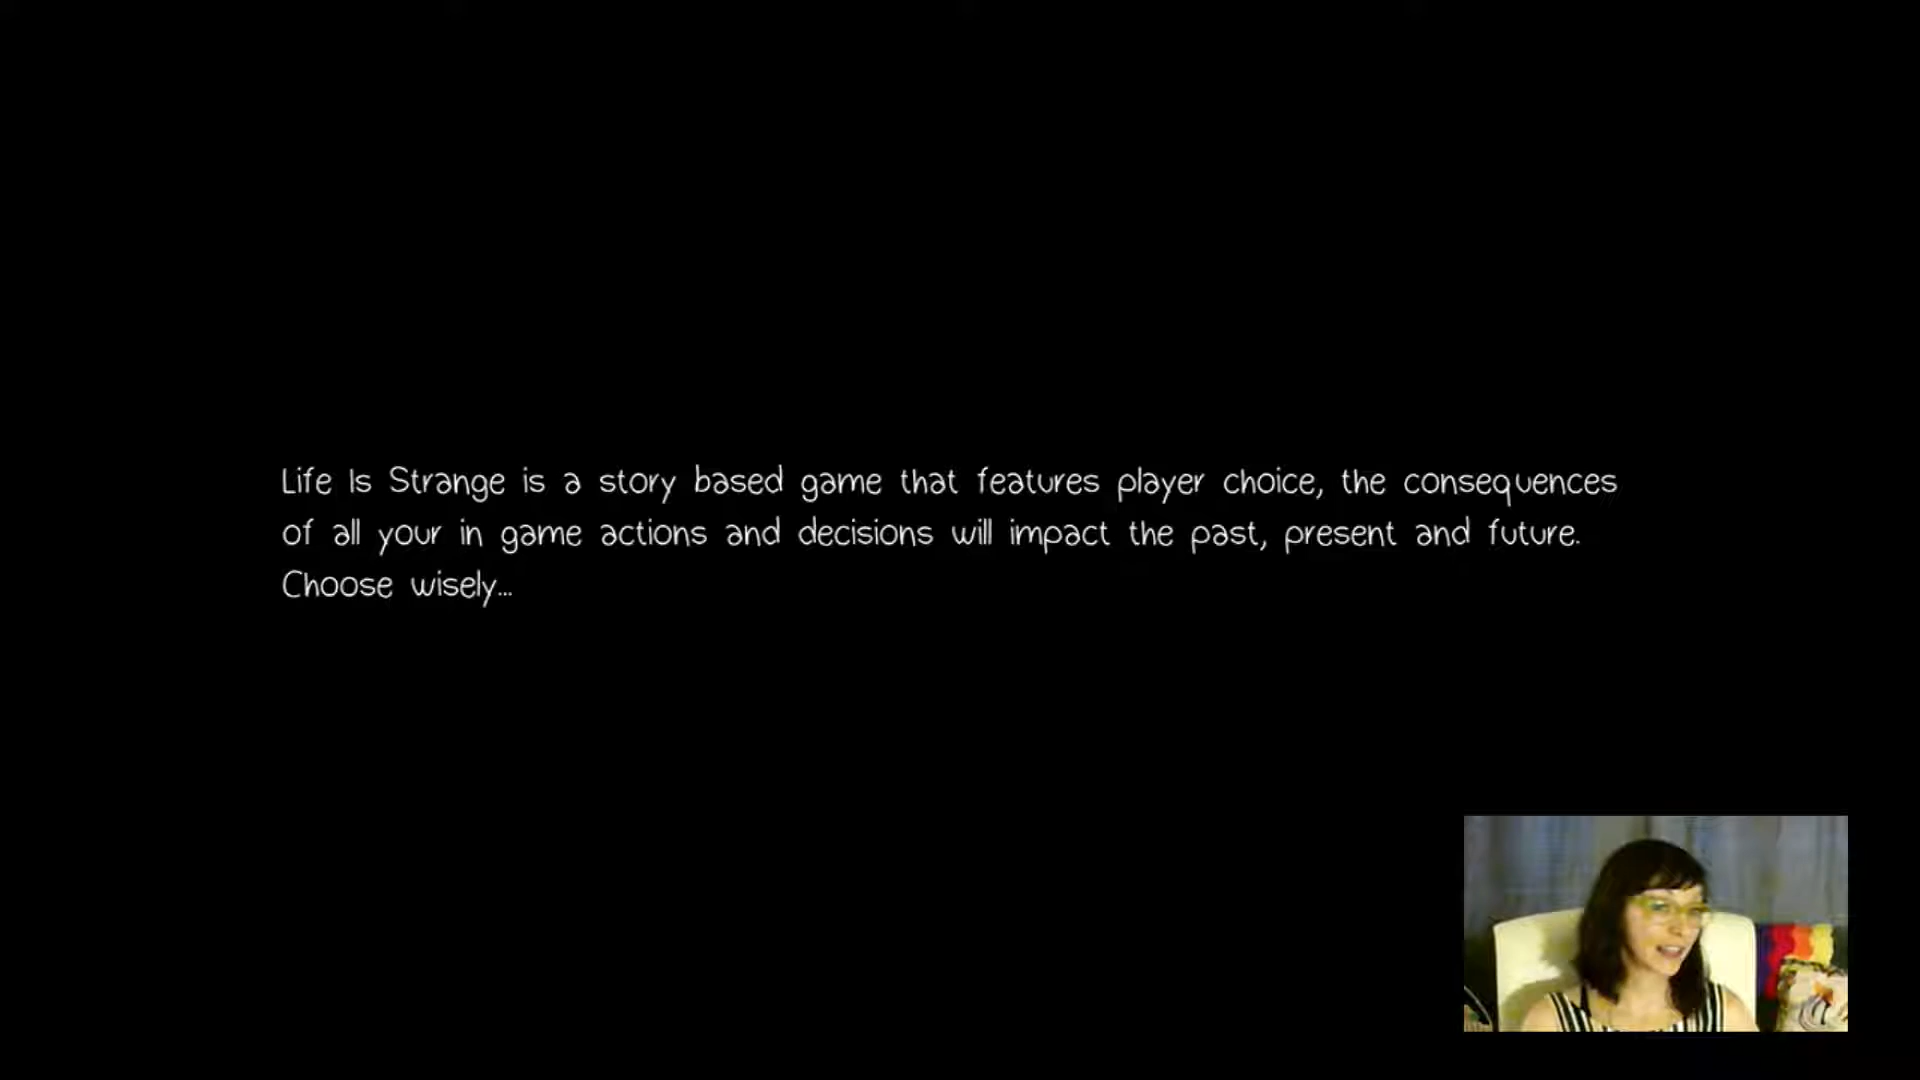 Life Is Strange is a story based game that features player choice, the consequences
of all your in game actions and decisions will impact the past, present and future.
Choose wisely...